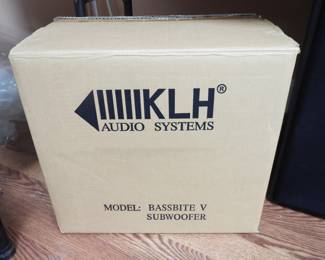 KLH®
AUDIO SYSTEMS
MODEL: BASSBITE V
SUBWOOFER